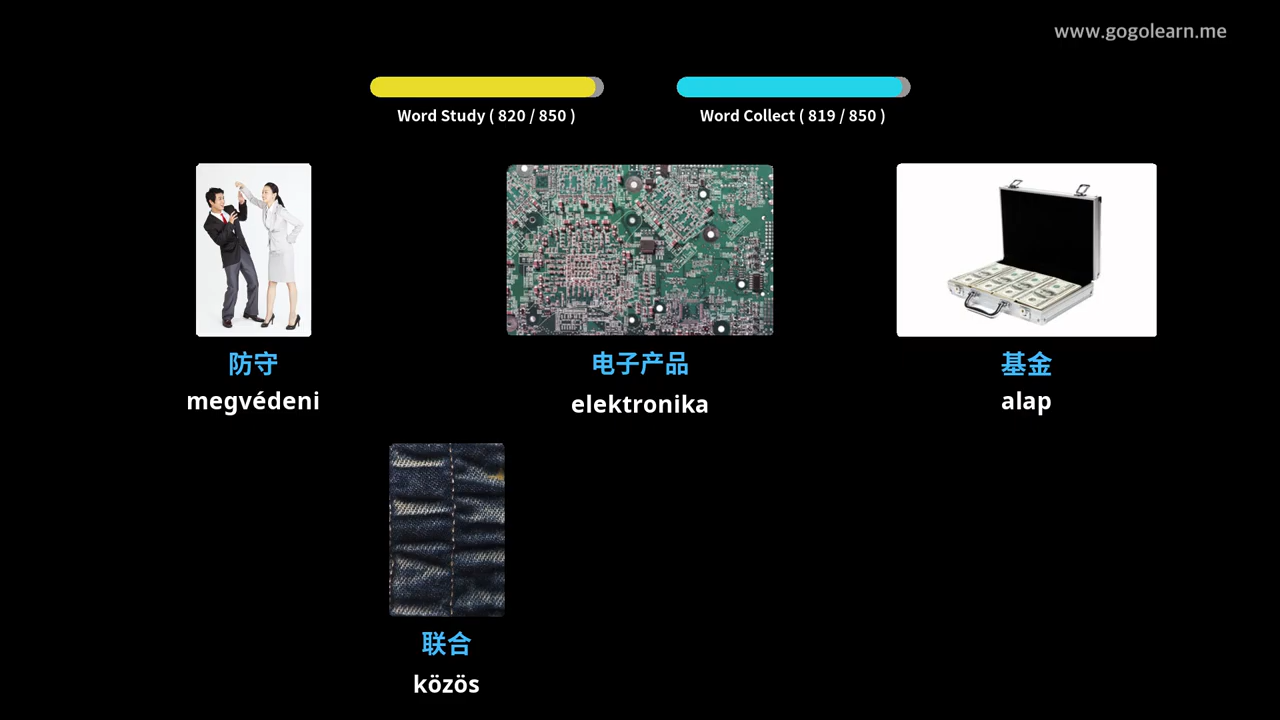 www.gogolearn.me
Word Study ( 820 / 850 )
Word Collect ( 819 / 850 )
防守
megvédeni
电子产品
elektronika
基金
alap
联合
közös